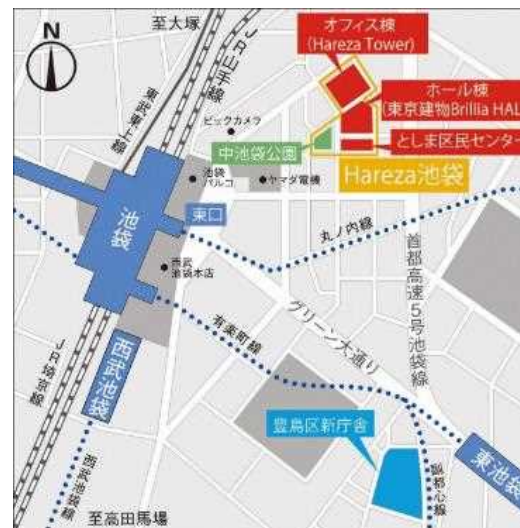 N
至大塚
JR山手線
東武東上線
オフィス棟
(Hareza Tower)
ホール棟
(東京建物Brillia HAL
としま区民センター
Hareza池袋
中池袋公園
ビックカメラ
池袋
パルコ
ヤマダ電機
東口
池袋
西武
池袋本店
丸ノ内線
首都高速5号池袋線
グリーン大通り
有楽町線
西武池袋
JR埼京線
西武池袋線
豊島区新庁舎
副都心線
東池袋
至高田馬場